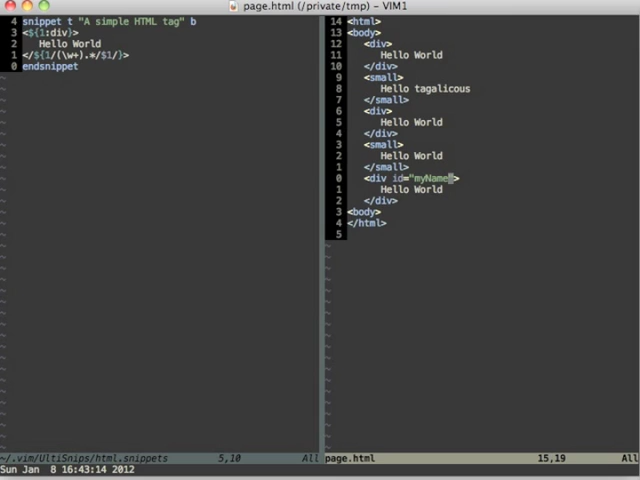 page.html (/private/tmp) - VIM1
4 snippet t "A simple HTML tag" b
3 <${1:div}>
2 Hello World
1 </${1/(\w+).*/$1/}>
0 endsnippet
~/.vim/UltiSnips/html.snippets 5,10 All
14 <html>
13 <body>
12 <div>
11 Hello World
10 </div>
9 <small>
8 Hello tagalicous
7 </small>
6 <div>
5 Hello World
4 </div>
3 <small>
2 Hello World
1 </small>
0 <div id="myName">
1 Hello World
2 </div>
3 <body>
4 </html>
5
page.html 15,19 All
Sun Jan 8 16:43:14 2012